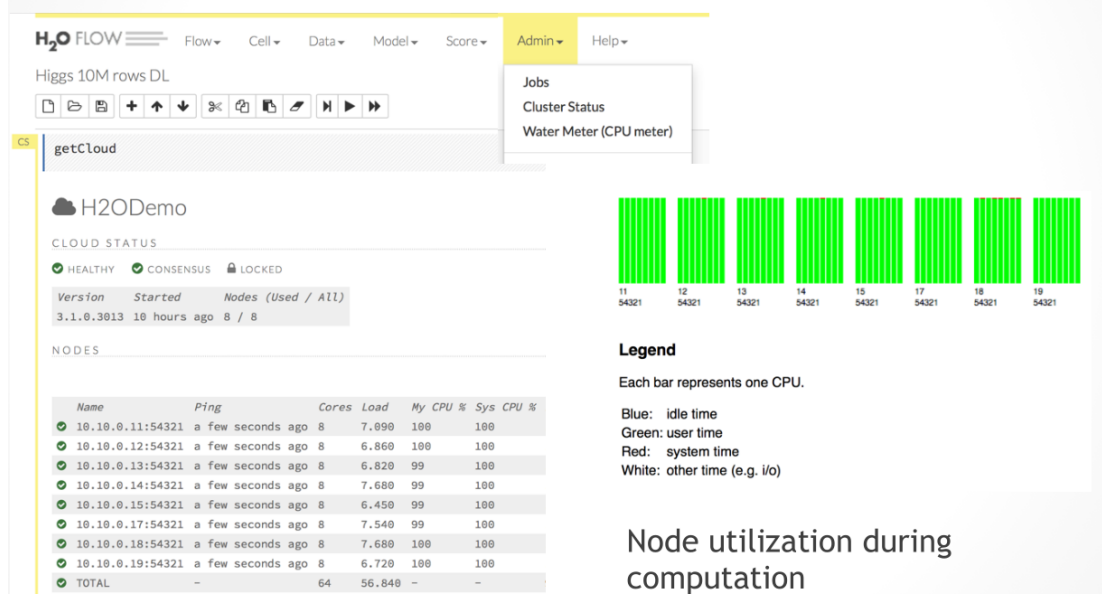 H2O FLOW Flow Cell Data Model Score Admin Help
Higgs 10M rows DL
Jobs
Cluster Status
Water Meter (CPU meter)
CS
getCloud
H2ODemo
CLOUD STATUS
HEALTHY CONSENSUS LOCKED
Version Started Nodes (Used / All)
3.1.0.3013 10 hours ago 8 / 8
NODES
Name Ping Cores Load My CPU % Sys CPU %
10.10.0.11:54321 a few seconds ago 8 7.090 100 100
10.10.0.12:54321 a few seconds ago 8 6.860 100 100
10.10.0.13:54321 a few seconds ago 8 6.820 99 100
10.10.0.14:54321 a few seconds ago 8 7.680 99 100
10.10.0.15:54321 a few seconds ago 8 6.450 99 100
10.10.0.17:54321 a few seconds ago 8 7.540 99 100
10.10.0.18:54321 a few seconds ago 8 7.680 100 100
10.10.0.19:54321 a few seconds ago 8 6.720 100 100
TOTAL - 64 56.840 - -
11 12 13 14 15 17 18 19
54321 54321 54321 54321 54321 54321 54321 54321
Legend
Each bar represents one CPU.
Blue: idle time
Green: user time
Red: system time
White: other time (e.g. i/o)
Node utilization during
computation